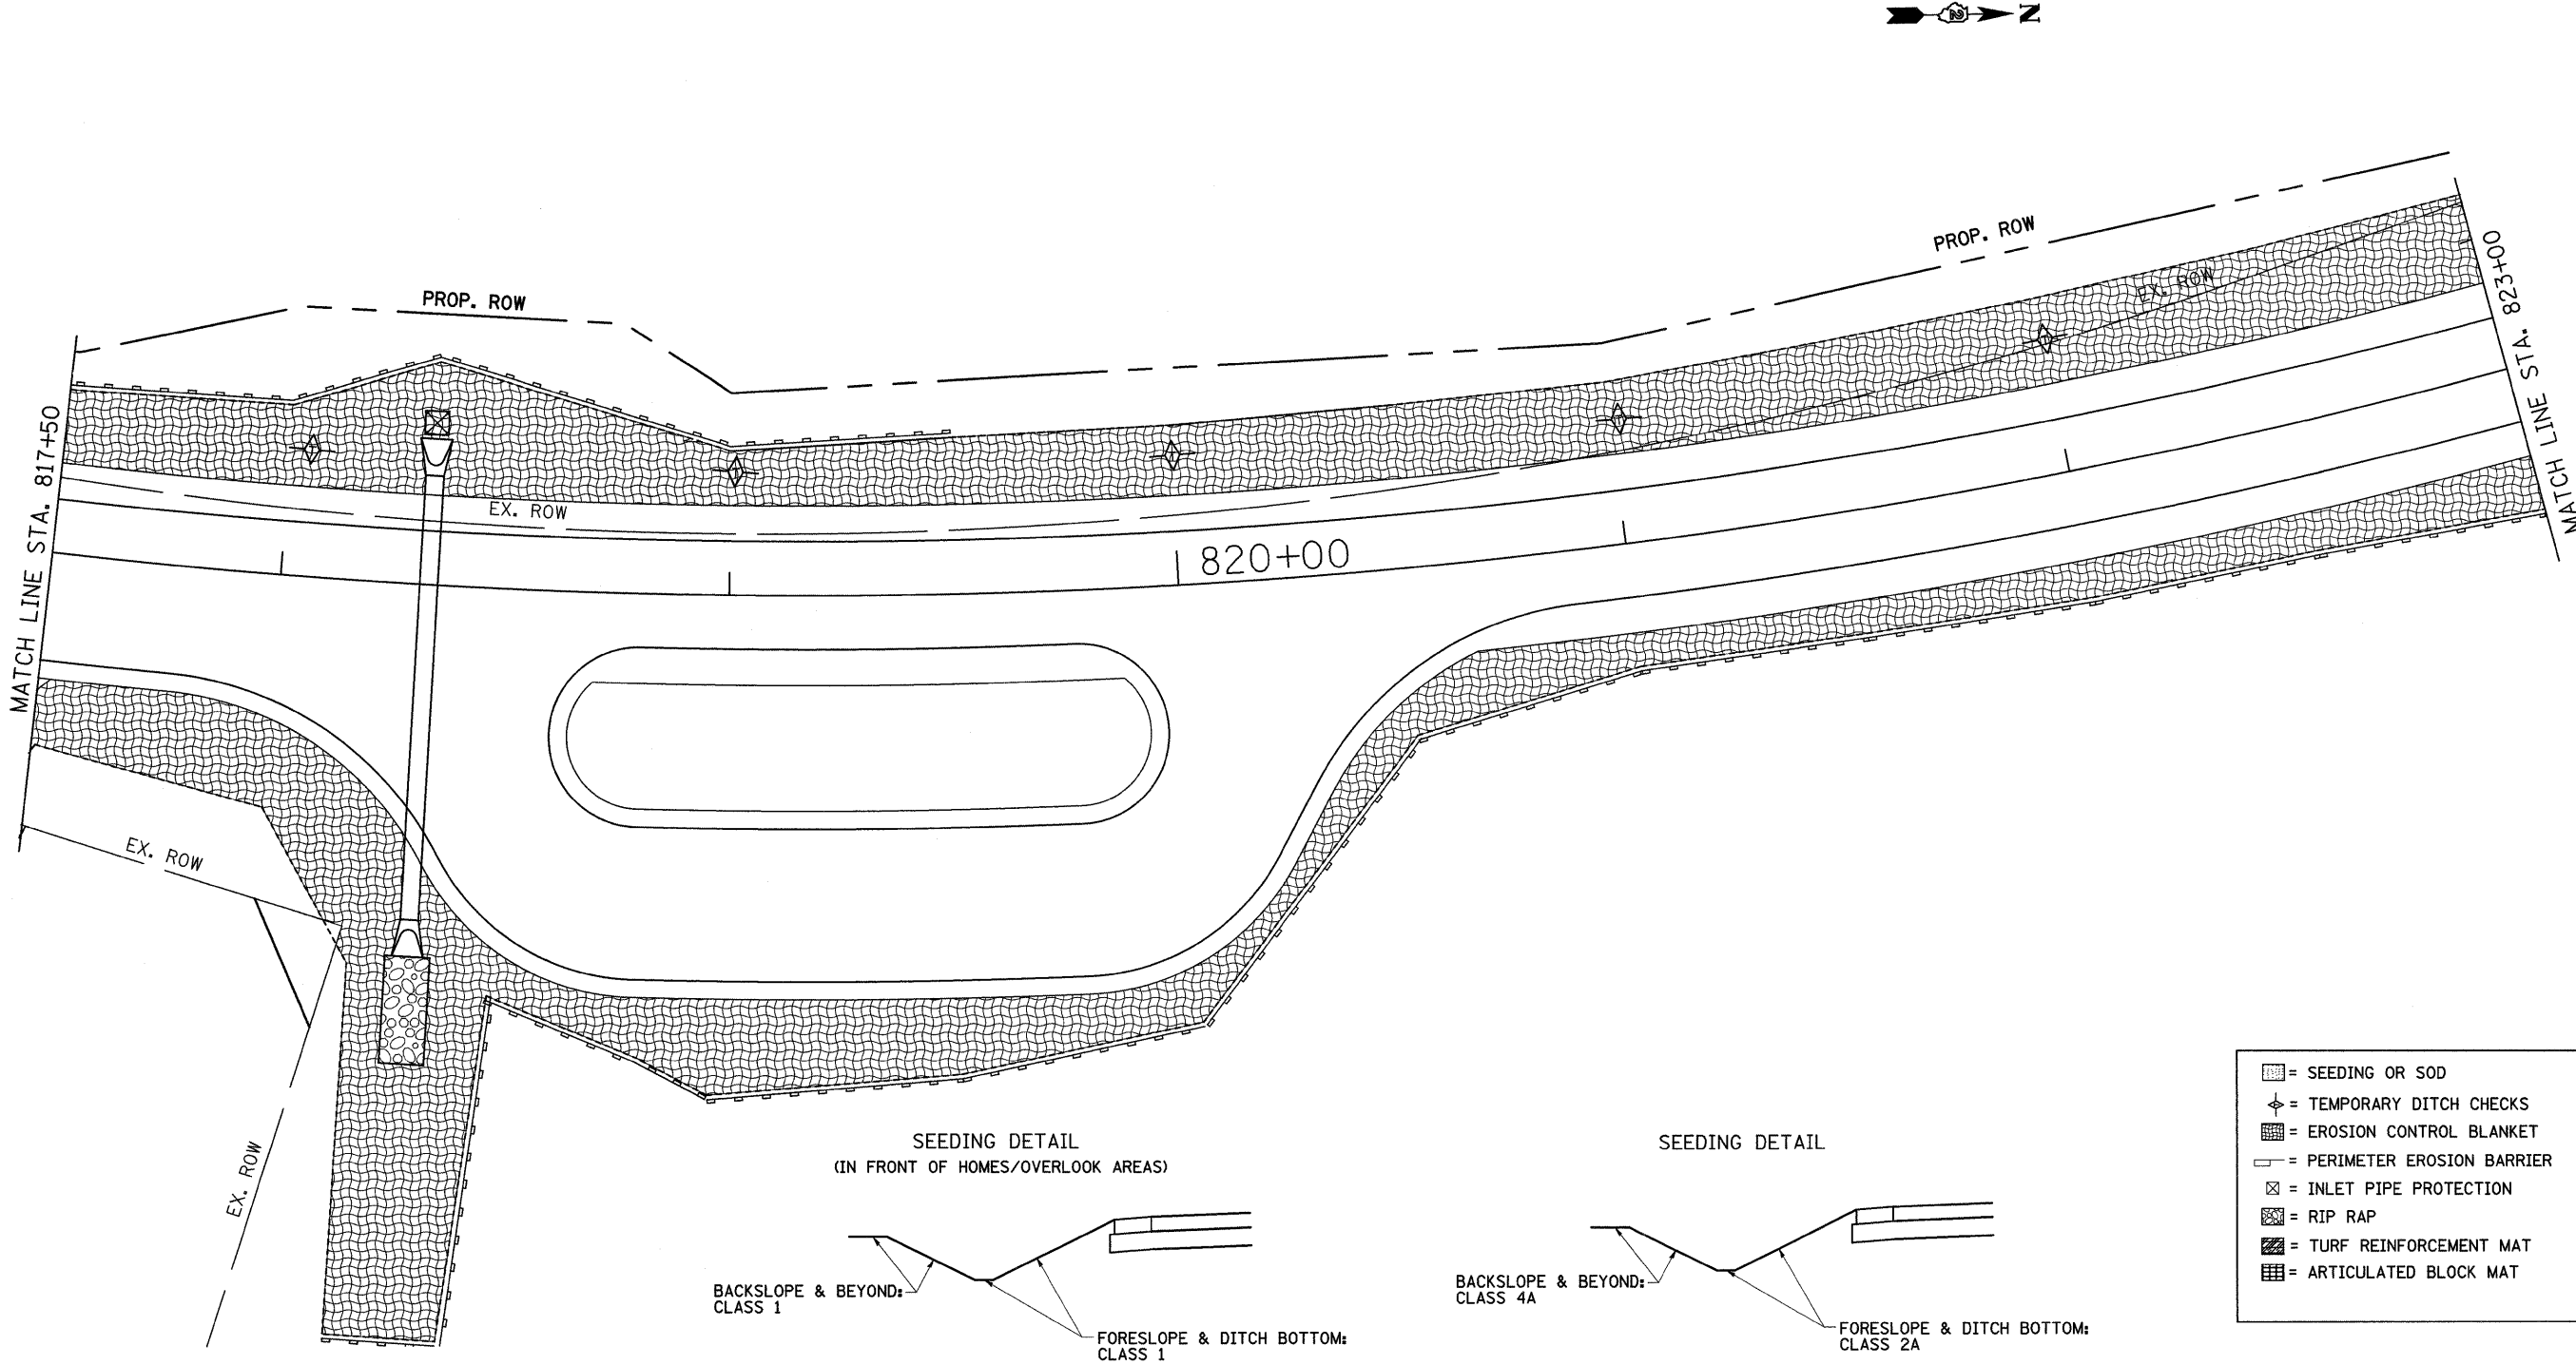 N
PROP. ROW
PROP. ROW
EX. ROW
MATCH LINE STA. 823+00
MATCH LINE STA. 817+50
EX. ROW
820+00
EX. ROW
EX. ROW
SEEDING DETAIL
(IN FRONT OF HOMES/OVERLOOK AREAS)
BACKSLOPE & BEYOND:
CLASS 1
FORESLOPE & DITCH BOTTOM:
CLASS 1
SEEDING DETAIL
BACKSLOPE & BEYOND:
CLASS 4A
FORESLOPE & DITCH BOTTOM:
CLASS 2A
= SEEDING OR SOD
= TEMPORARY DITCH CHECKS
= EROSION CONTROL BLANKET
= PERIMETER EROSION BARRIER
= INLET PIPE PROTECTION
= RIP RAP
= TURF REINFORCEMENT MAT
= ARTICULATED BLOCK MAT